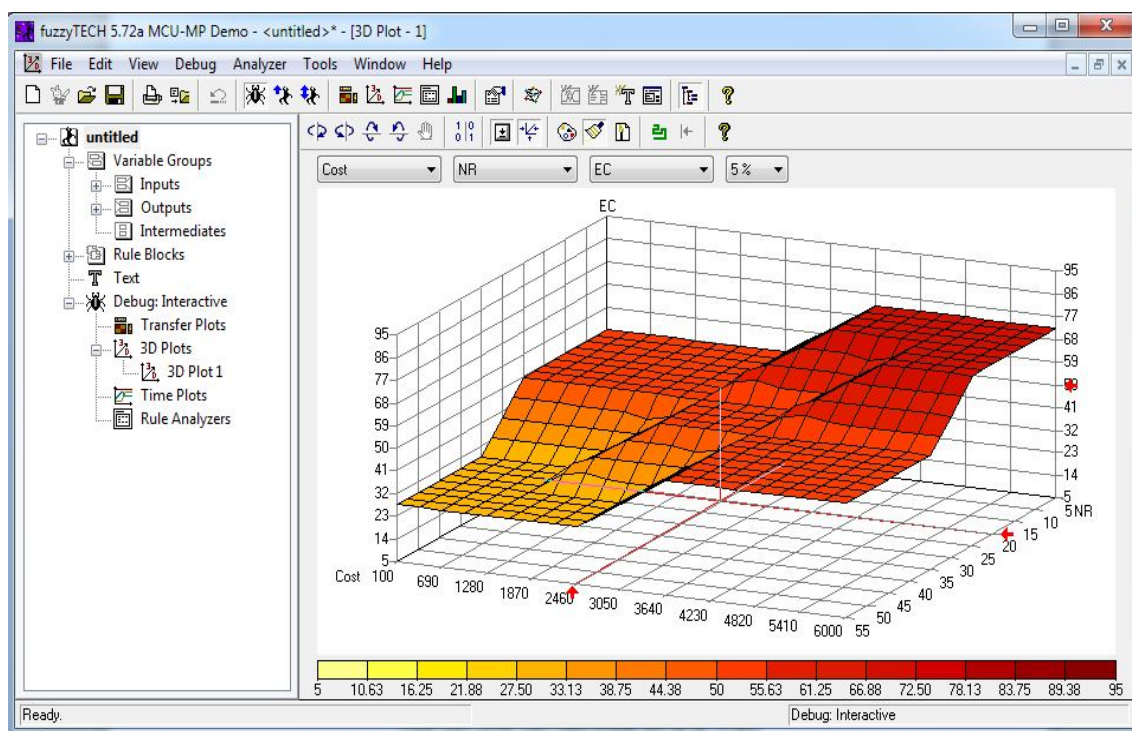 fuzzyTECH 5.72a MCU-MP Demo - <untitled>* - [3D Plot - 1]
File Edit View Debug Analyzer Tools Window Help
untitled
Variable Groups
Inputs
Outputs
Intermediates
Rule Blocks
Text
Debug: Interactive
Transfer Plots
3D Plots
3D Plot 1
Time Plots
Rule Analyzers
Cost NR EC 5 %
EC
95
86
77
68
59
50
41
32
23
14
5
95
86
77
68
59
41
32
23
14
5
Cost 100 690 1280 1870 2460 3050 3640 4230 4820 5410 6000
55 50 45 40 35 30 25 20 15 10 5 NR
5 10.63 16.25 21.88 27.50 33.13 38.75 44.38 50 55.63 61.25 66.88 72.50 78.13 83.75 89.38 95
Ready. Debug: Interactive